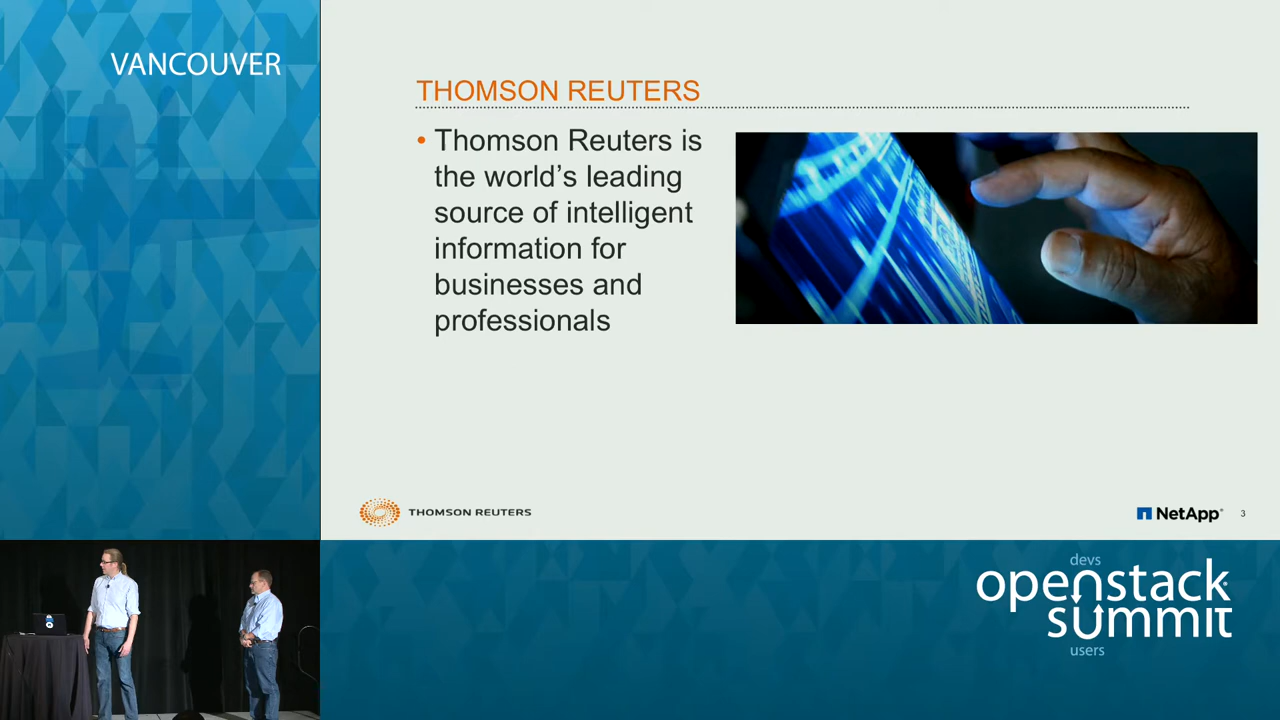 VANCOUVER
THOMSON REUTERS
• Thomson Reuters is
the world’s leading
source of intelligent
information for
businesses and
professionals
THOMSON REUTERS
NetApp®
3
devs
openstack®
summit
users